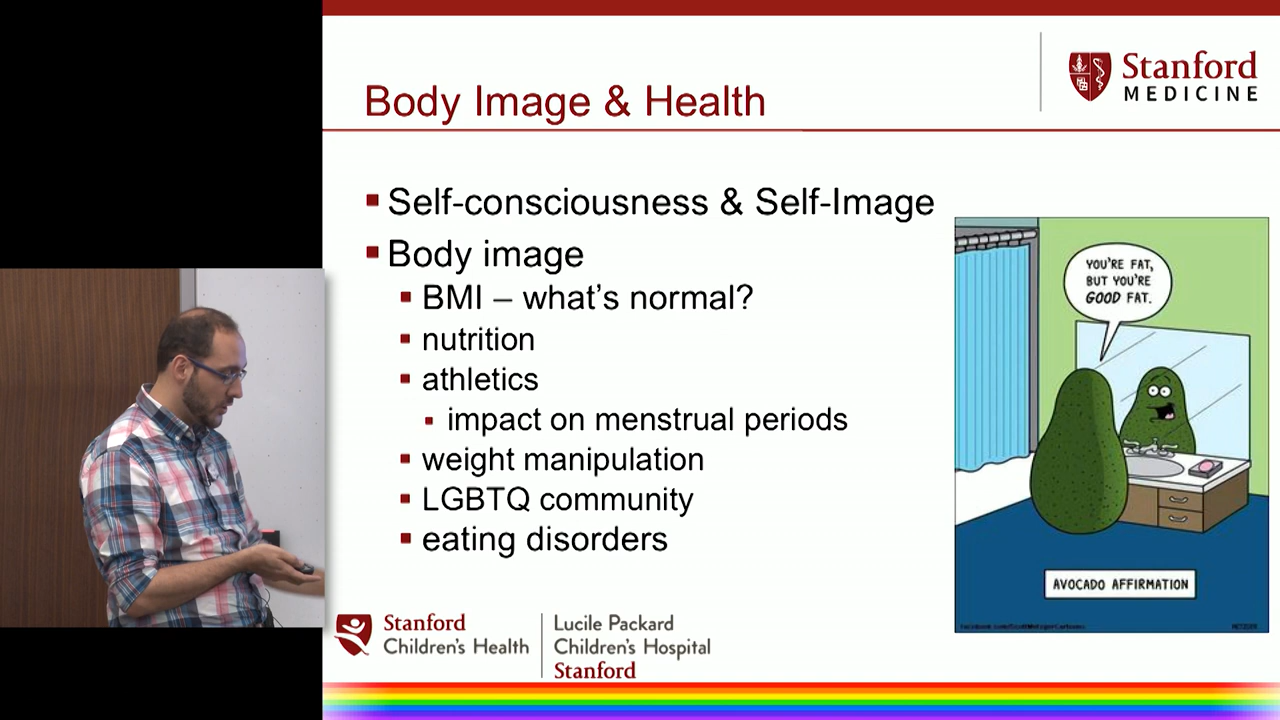 Stanford
MEDICINE
Body Image & Health
Self-consciousness & Self-Image
Body image
BMI – what's normal?
nutrition
athletics
impact on menstrual periods
weight manipulation
LGBTQ community
eating disorders
YOU'RE FAT,
BUT YOU'RE
GOOD FAT.
AVOCADO AFFIRMATION
Stanford
Children's Health
Lucile Packard
Children's Hospital
Stanford